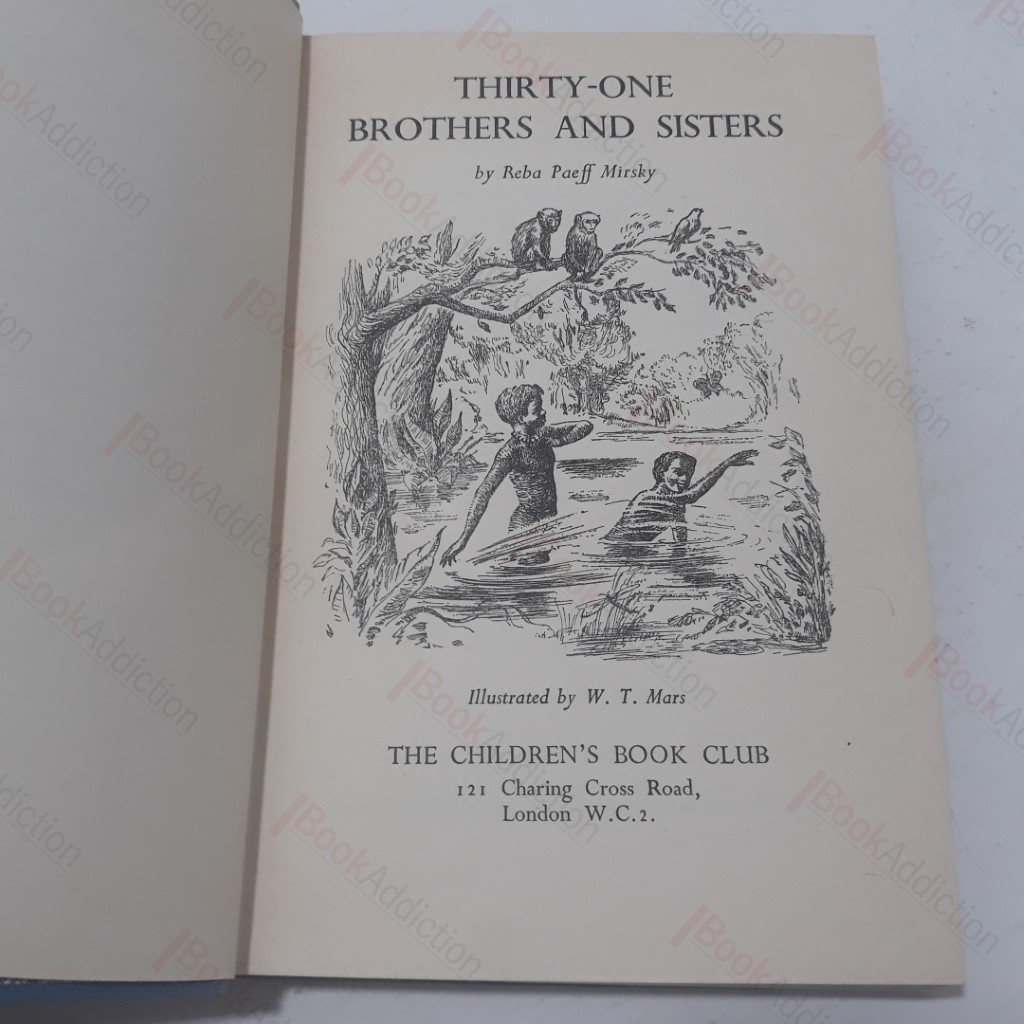 THIRTY-ONE
BROTHERS AND SISTERS
by Reba Paeff Mirsky
Illustrated by W. T. Mars
THE CHILDREN'S BOOK CLUB
121 Charing Cross Road,
London W.C.2.
BookAddiction